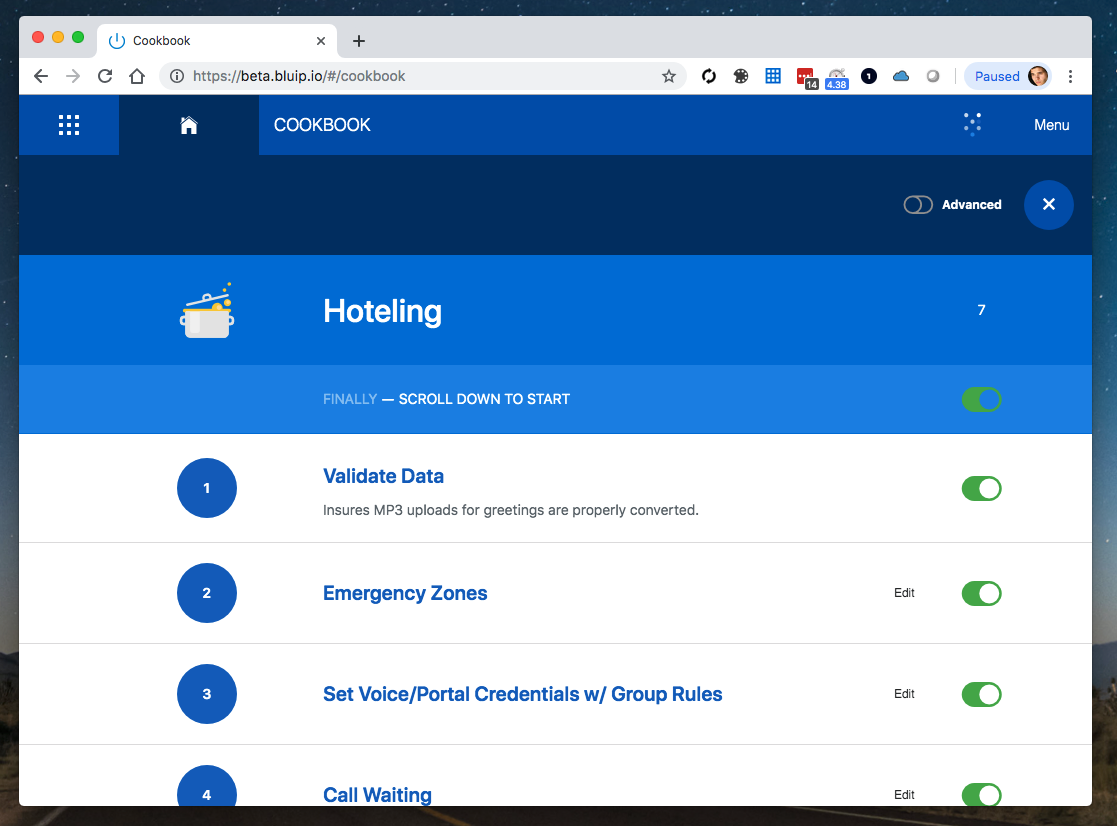 Cookbook
https://beta.bluip.io/#/cookbook
14
4.38
1
Paused
COOKBOOK
Menu
Advanced
Hoteling
7
FINALLY — SCROLL DOWN TO START
1
Validate Data
Insures MP3 uploads for greetings are properly converted.
2
Emergency Zones
Edit
3
Set Voice/Portal Credentials w/ Group Rules
Edit
4
Call Waiting
Edit